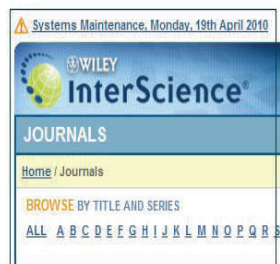 Systems Maintenance, Monday, 19th April 2010
WILEY
InterScience®
JOURNALS
Home / Journals
BROWSE BY TITLE AND SERIES
ALL A B C D E F G H I J K L M N O P Q R S